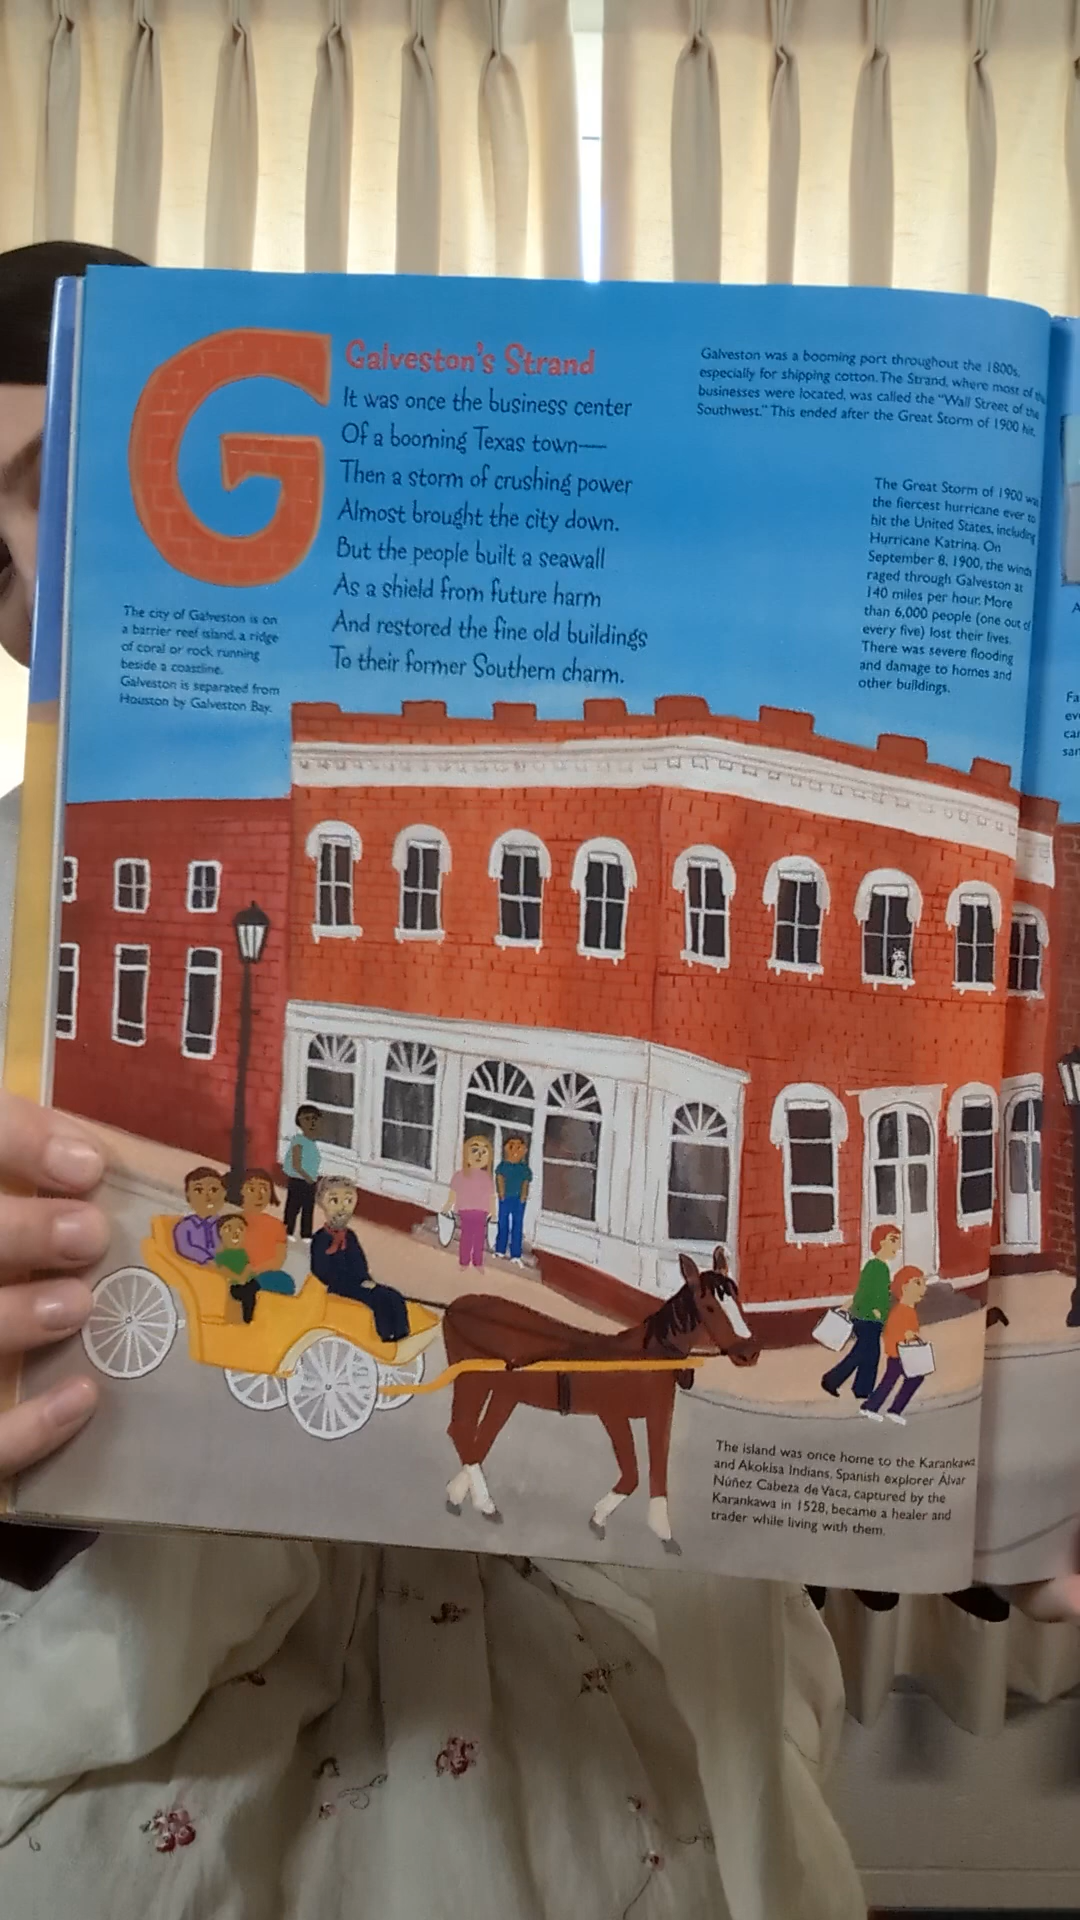 G
Galveston's Strand
It was once the business center
Of a booming Texas town—
Then a storm of crushing power
Almost brought the city down.
But the people built a seawall
As a shield from future harm
And restored the fine old buildings
To their former Southern charm.
Galveston was a booming port throughout the 1800s,
especially for shipping cotton. The Strand, where most of the
businesses were located, was called the "Wall Street of the
Southwest." This ended after the Great Storm of 1900 hit.
The Great Storm of 1900 was
the fiercest hurricane ever to
hit the United States, including
Hurricane Katrina. On
September 8, 1900, the winds
raged through Galveston at
140 miles per hour. More
than 6,000 people (one out of
every five) lost their lives.
There was severe flooding
and damage to homes and
other buildings.
The city of Galveston is on
a barrier reef island, a ridge
of coral or rock running
beside a coastline.
Galveston is separated from
Houston by Galveston Bay.
The island was once home to the Karankawa
and Akokisa Indians, Spanish explorer Álvar
Núñez Cabeza de Vaca, captured by the
Karankawa in 1528, became a healer and
trader while living with them.